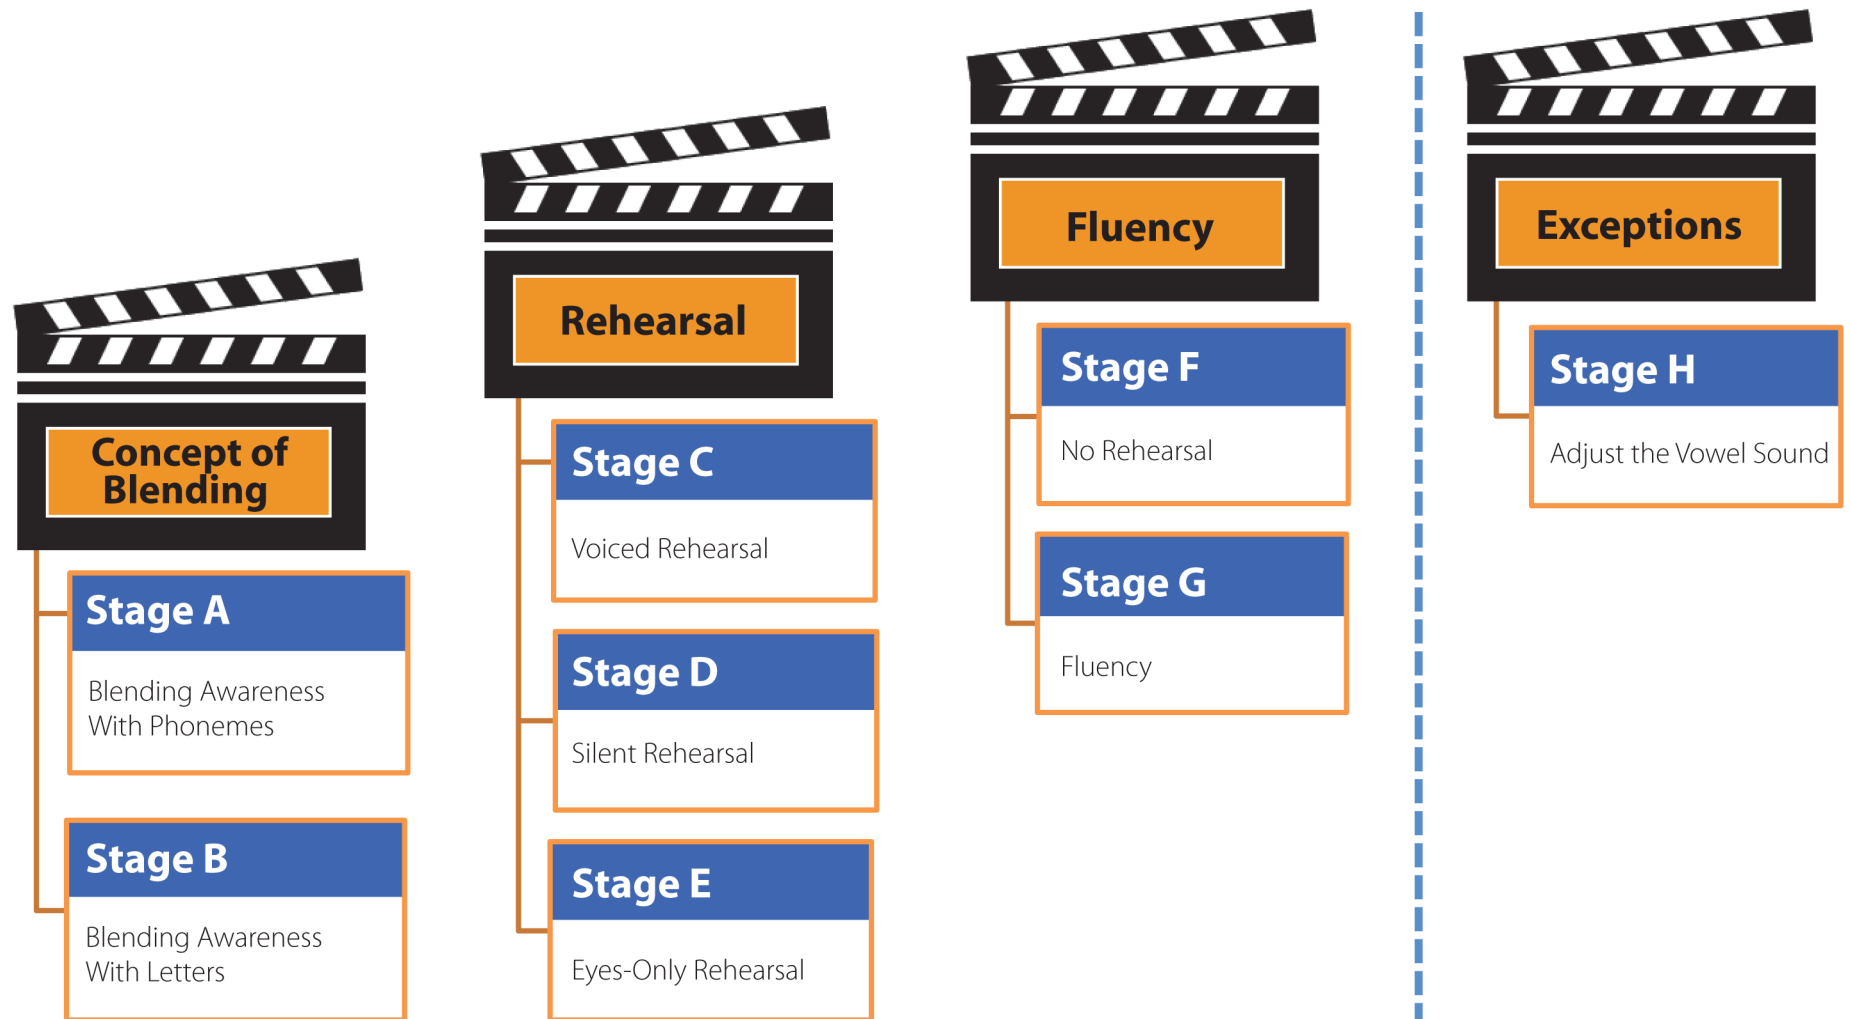 Concept of
Blending
Stage A
Blending Awareness
With Phonemes
Stage B
Blending Awareness
With Letters
Rehearsal
Stage C
Voiced Rehearsal
Stage D
Silent Rehearsal
Stage E
Eyes-Only Rehearsal
Fluency
Stage F
No Rehearsal
Stage G
Fluency
Exceptions
Stage H
Adjust the Vowel Sound